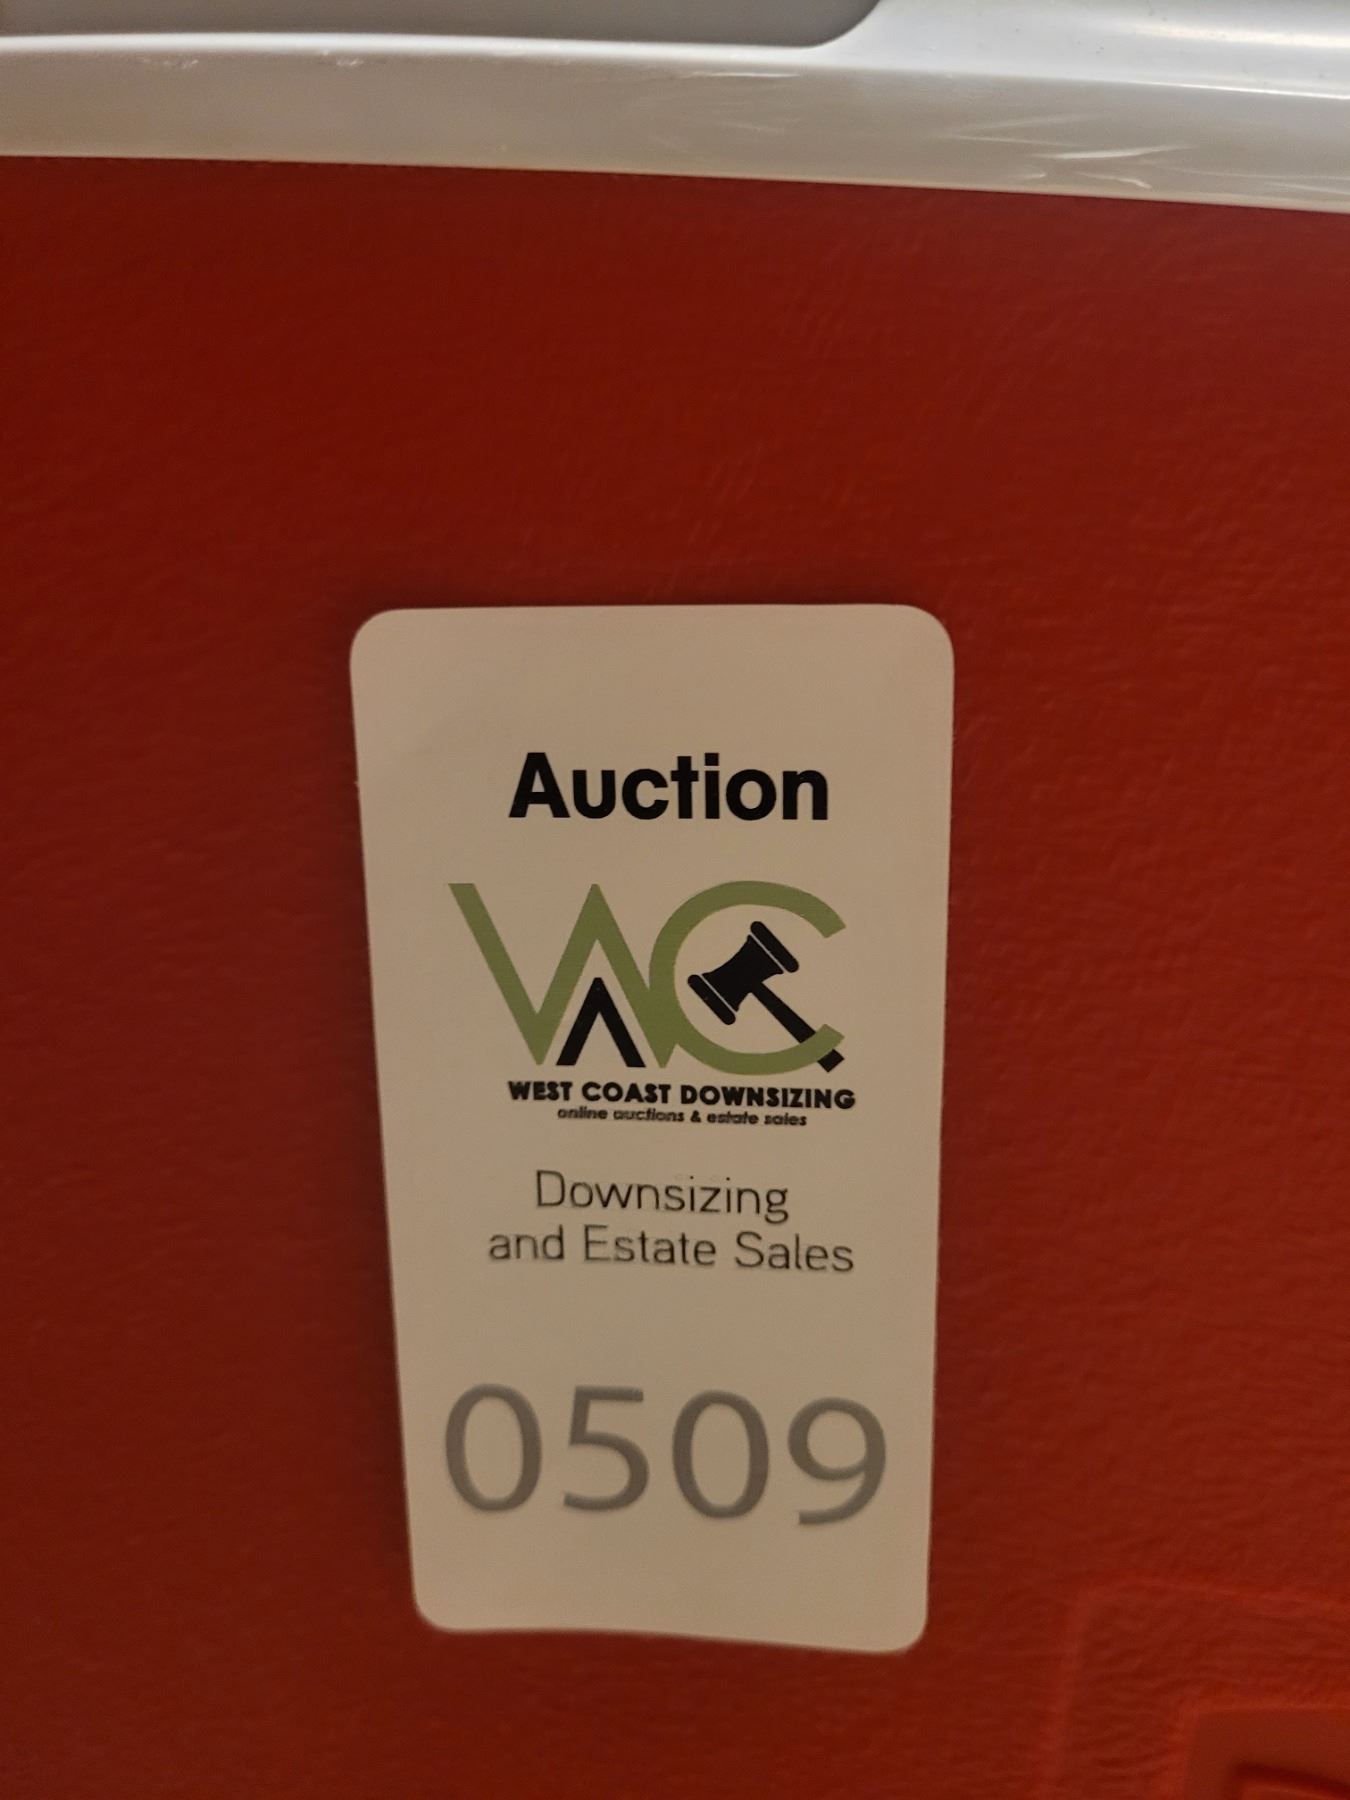 Auction
WC
WEST COAST DOWNSIZING
online auctions & estate sales
Downsizing
and Estate Sales
0509